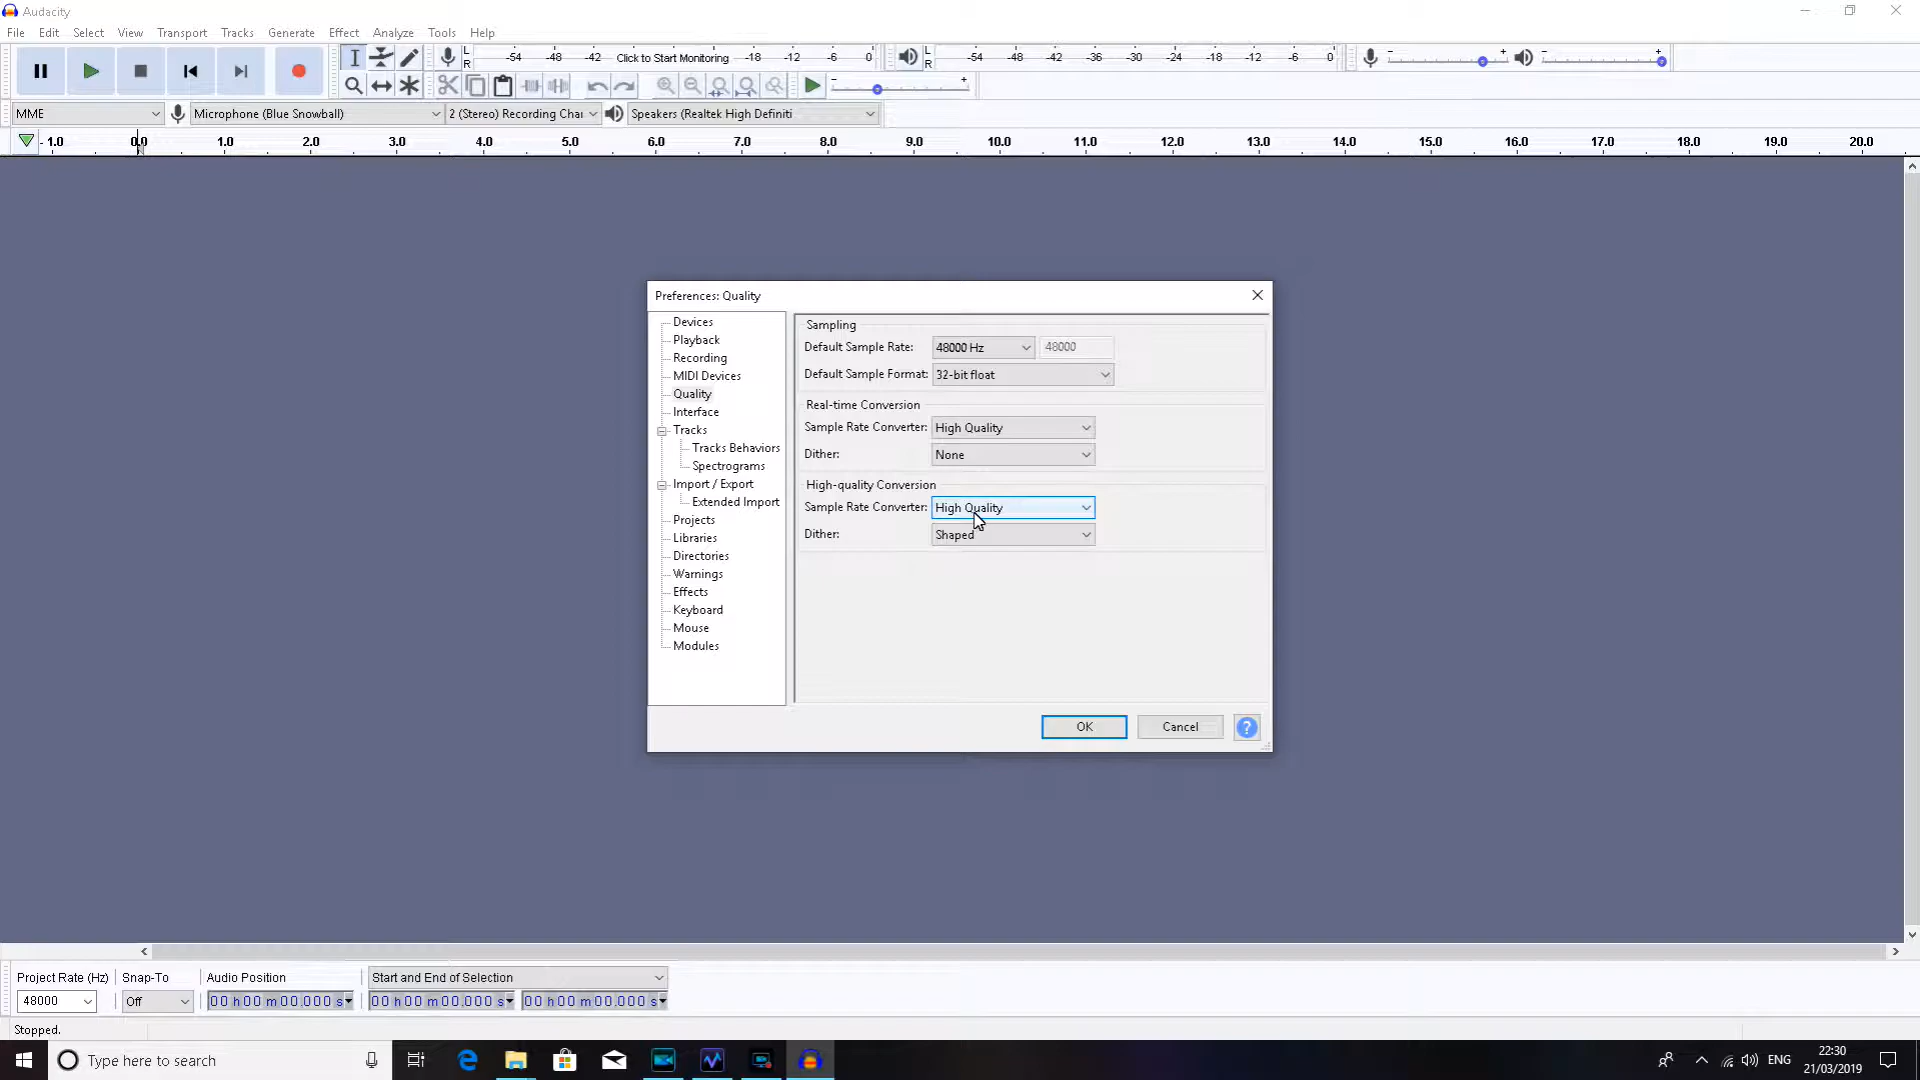 Audacity
File Edit Select View Transport Tracks Generate Effect Analyze Tools Help
L R -54 -48 -42 Click to Start Monitoring -18 -12 -6 0 L R -54 -48 -42 -36 -30 -24 -18 -12 -6 0 - + - +
- +
MME Microphone (Blue Snowball) 2 (Stereo) Recording Chai Speakers (Realtek High Definiti
- 1.0 0.0 1.0 2.0 3.0 4.0 5.0 6.0 7.0 8.0 9.0 10.0 11.0 12.0 13.0 14.0 15.0 16.0 17.0 18.0 19.0 20.0
Preferences: Quality
Devices
Playback
Recording
MIDI Devices
Quality
Interface
Tracks
Tracks Behaviors
Spectrograms
Import / Export
Extended Import
Projects
Libraries
Directories
Warnings
Effects
Keyboard
Mouse
Modules
Sampling
Default Sample Rate: 48000 Hz 48000
Default Sample Format: 32-bit float
Real-time Conversion
Sample Rate Converter: High Quality
Dither: None
High-quality Conversion
Sample Rate Converter: High Quality
Dither: Shaped
OK Cancel ?
Project Rate (Hz) Snap-To Audio Position Start and End of Selection
48000 Off 00 h 00 m 00.000 s 00 h 00 m 00.000 s 00 h 00 m 00.000 s
Stopped.
Type here to search ENG 22:30
21/03/2019